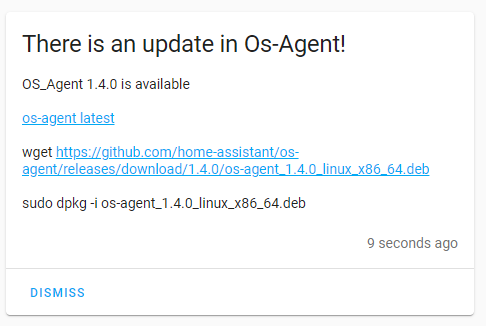 There is an update in Os-Agent!
OS_Agent 1.4.0 is available
os-agent latest
wget https://github.com/home-assistant/os-
agent/releases/download/1.4.0/os-agent_1.4.0_linux_x86_64.deb
sudo dpkg -i os-agent_1.4.0_linux_x86_64.deb
9 seconds ago
DISMISS